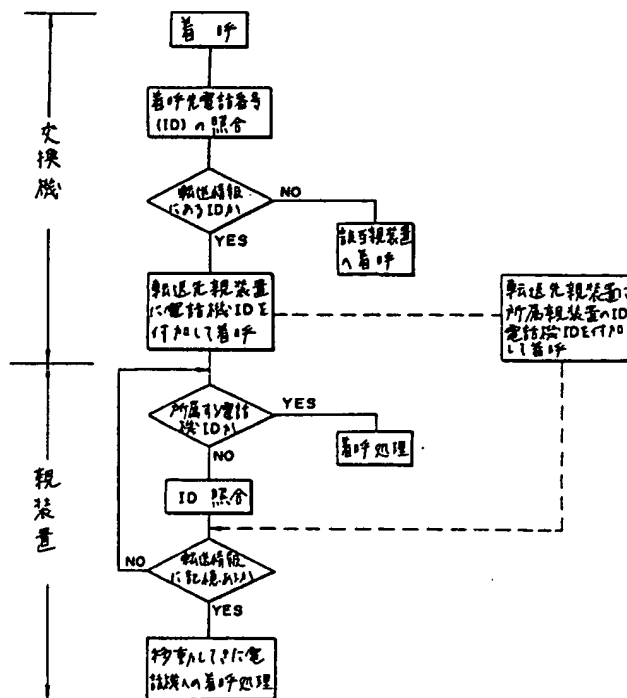 着呼
着呼先電話番号
(ID)の照合
転送情報
にあるIDか
NO
YES
該当親装置
へ着呼
転送先親装置
に電話機IDを
付加して着呼
転送先親装置に
所属親装置のID
電話機IDを付加
して着呼
交換機
所属する電話
機IDか
YES
NO
着呼処理
ID 照合
転送情報
に記憶あるか
NO
YES
移動してきた電
話機への着呼処理
親装置